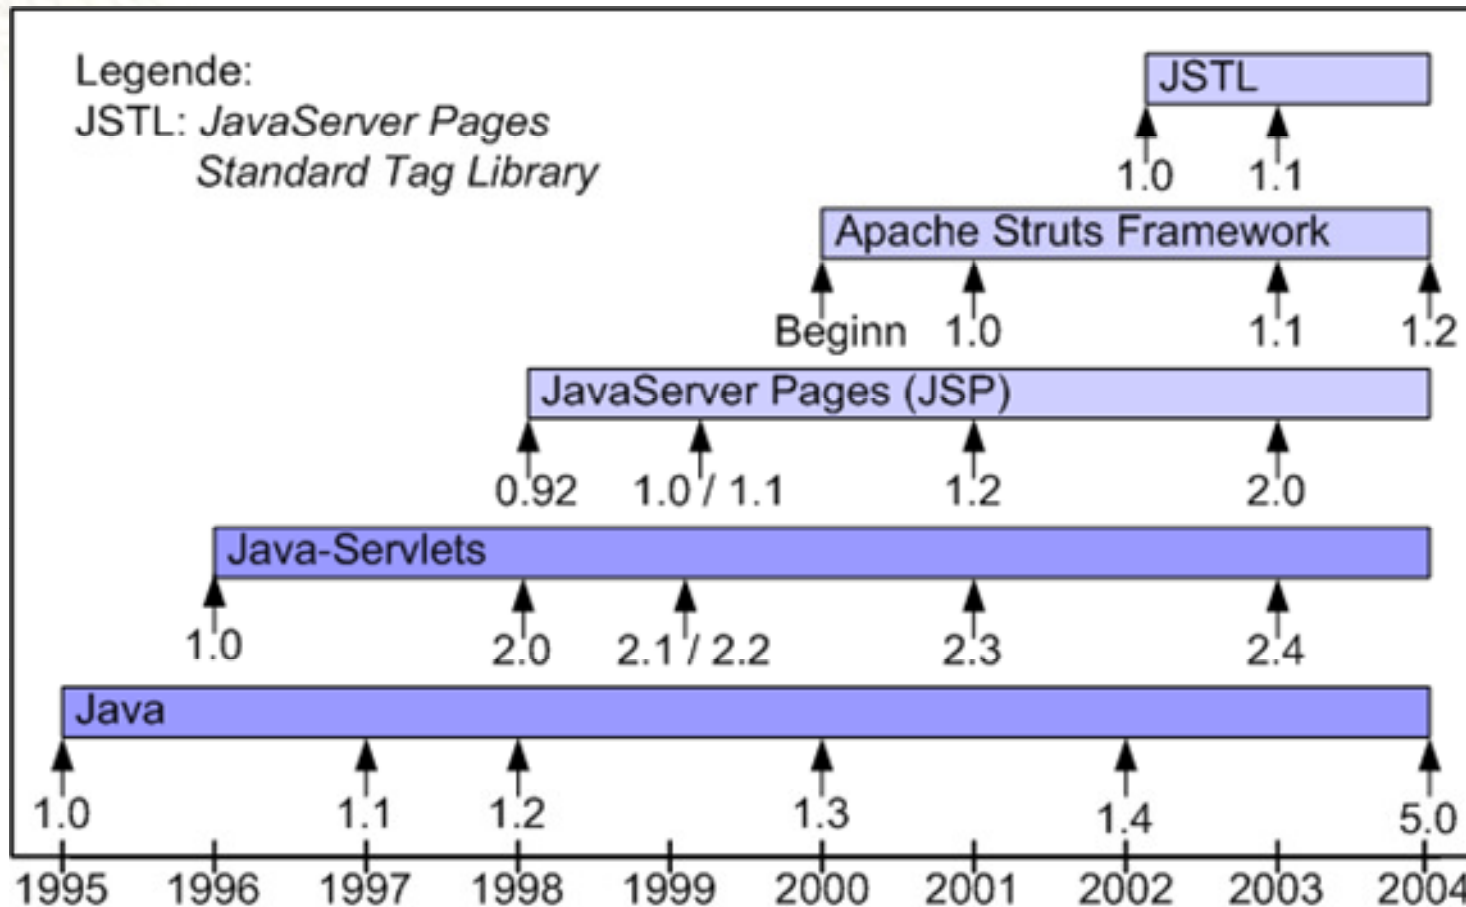 Legende:
JSTL: JavaServer Pages
Standard Tag Library
JSTL
1.0 1.1
Apache Struts Framework
Beginn 1.0 1.1 1.2
JavaServer Pages (JSP)
0.92 1.0 / 1.1 1.2 2.0
Java-Servlets
1.0 2.0 2.1 / 2.2 2.3 2.4
Java
1.0 1.1 1.2 1.3 1.4 5.0
1995 1996 1997 1998 1999 2000 2001 2002 2003 2004